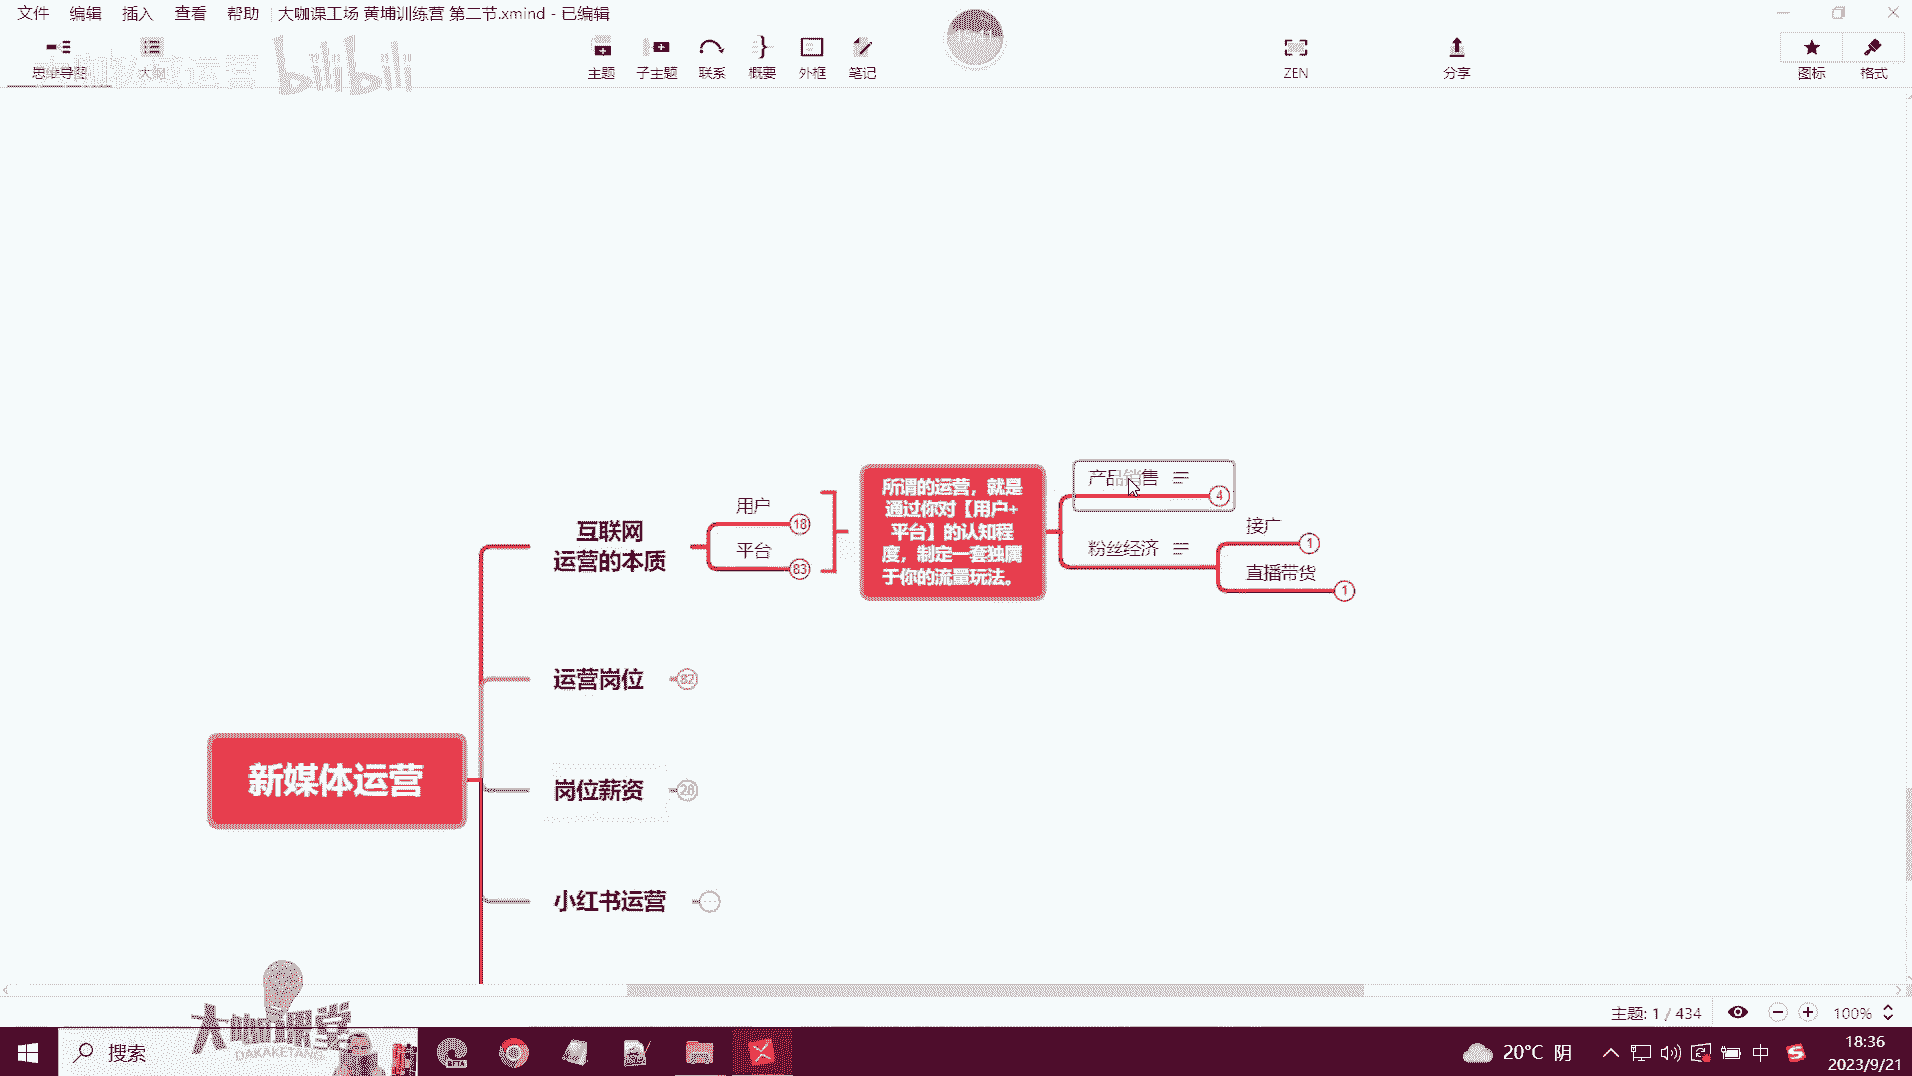 文件 编辑 插入 查看 帮助 大咖课工场 黄埔训练营 第二节.xmind - 已编辑
思维导图 大纲 主题 子主题 联系 概要 外框 笔记 ZEN 分享 图标 格式
bilibili
产品销售
4
所谓的运营，就是
通过你对【用户+
平台】的认知程
度，制定一套独属
于你的流量玩法。
用户
18
平台
83
互联网
运营的本质
粉丝经济
接广
1
直播带货
1
运营岗位
82
新媒体运营
岗位薪资
28
小红书运营
主题: 1 / 434
100%
大咖课堂
DAKAKETANG
搜索
BETA
20°C 阴
中
18:36
2023/9/21